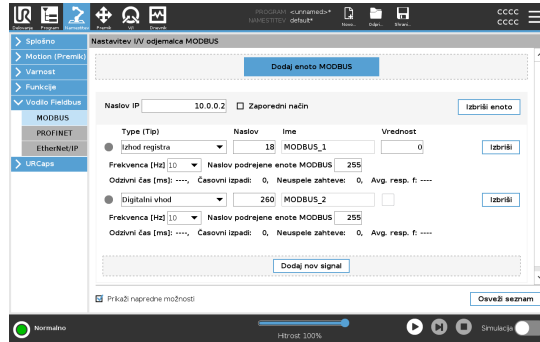 PROGRAM <unnamed>*
NAMESTITEV default*
Delovanje Program Namestitev Premik I/O Dnevnik
Novo... Odpri... Shrani...
CCCC
CCCC
Splošno
Motion (Premik)
Varnost
Funkcije
Vodilo Fieldbus
MODBUS
PROFINET
EtherNet/IP
URCaps
Nastavitev I/V odjemalca MODBUS
Dodaj enoto MODBUS
Naslov IP 10.0.0.2 Zaporedni način Izbriši enoto
Type (Tip) Naslov Ime Vrednost
Izhod registra 18 MODBUS_1 0 Izbriši
Frekvenca [Hz] 10 Naslov podrejene enote MODBUS 255
Odzivni čas [ms]: ----, Časovni izpadi: 0, Neuspele zahteve: 0, Avg. resp. f: ----
Digitalni vhod 260 MODBUS_2 Izbriši
Frekvenca [Hz] 10 Naslov podrejene enote MODBUS 255
Odzivni čas [ms]: ----, Časovni izpadi: 0, Neuspele zahteve: 0, Avg. resp. f: ----
Dodaj nov signal
Prikaži napredne možnosti Osveži seznam
Normalno
Hitrost 100%
Simulacija